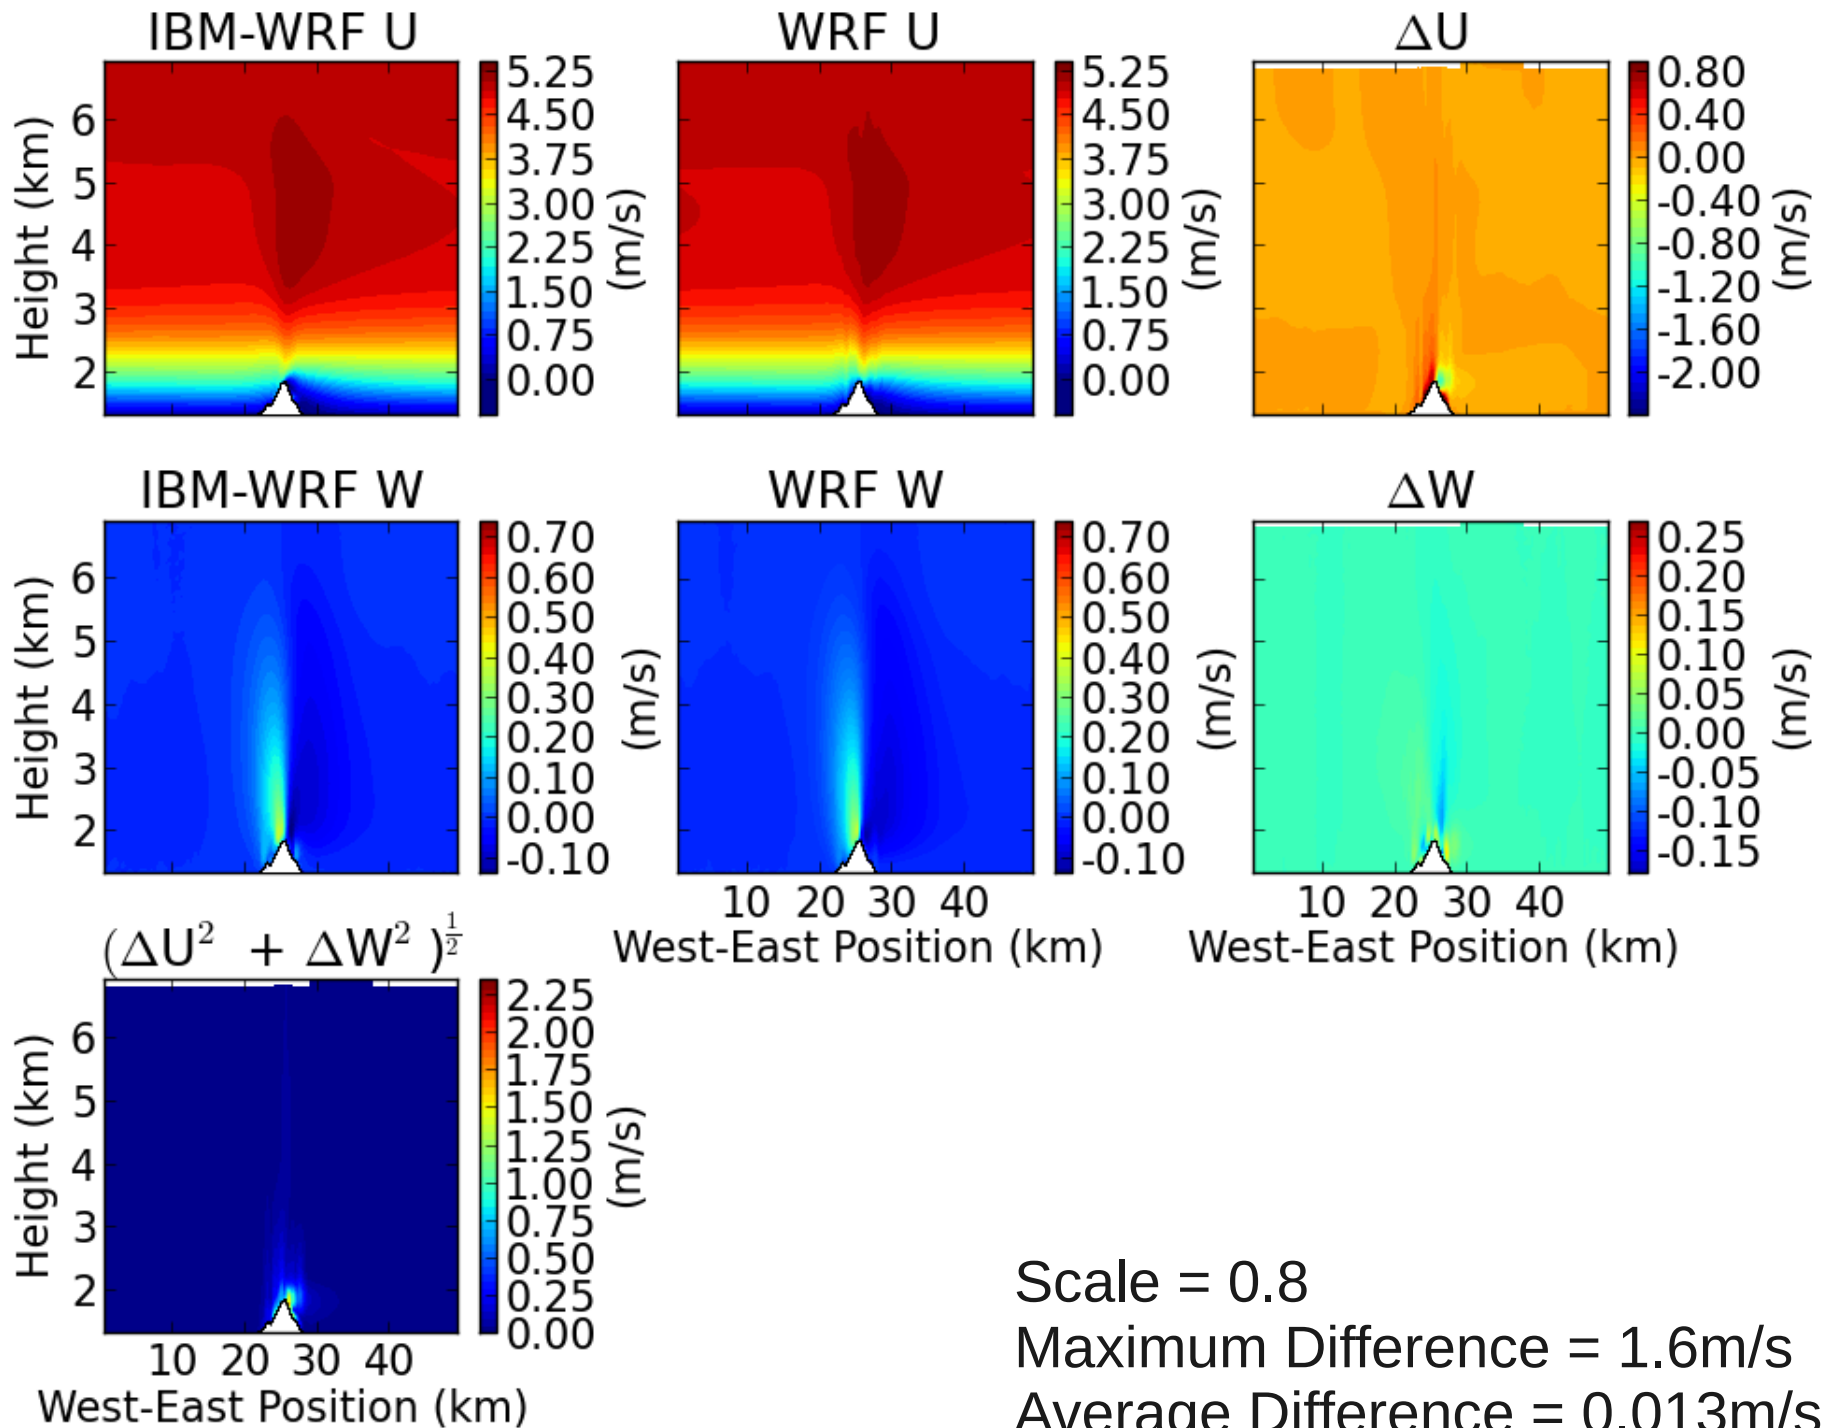 IBM-WRF U
WRF U
ΔU
Height (km)
6
5
4
3
2
5.25
4.50
3.75
3.00
2.25
1.50
0.75
0.00
(m/s)
5.25
4.50
3.75
3.00
2.25
1.50
0.75
0.00
(m/s)
0.80
0.40
0.00
-0.40
-0.80
-1.20
-1.60
-2.00
(m/s)
IBM-WRF W
WRF W
ΔW
Height (km)
6
5
4
3
2
0.70
0.60
0.50
0.40
0.30
0.20
0.10
0.00
-0.10
(m/s)
0.70
0.60
0.50
0.40
0.30
0.20
0.10
0.00
-0.10
(m/s)
10 20 30 40
West-East Position (km)
0.25
0.20
0.15
0.10
0.05
0.00
-0.05
-0.10
-0.15
(m/s)
10 20 30 40
West-East Position (km)
(ΔU² + ΔW²)^½
Height (km)
6
5
4
3
2
2.25
2.00
1.75
1.50
1.25
1.00
0.75
0.50
0.25
0.00
(m/s)
10 20 30 40
West-East Position (km)
Scale = 0.8
Maximum Difference = 1.6m/s
Average Difference = 0.013m/s